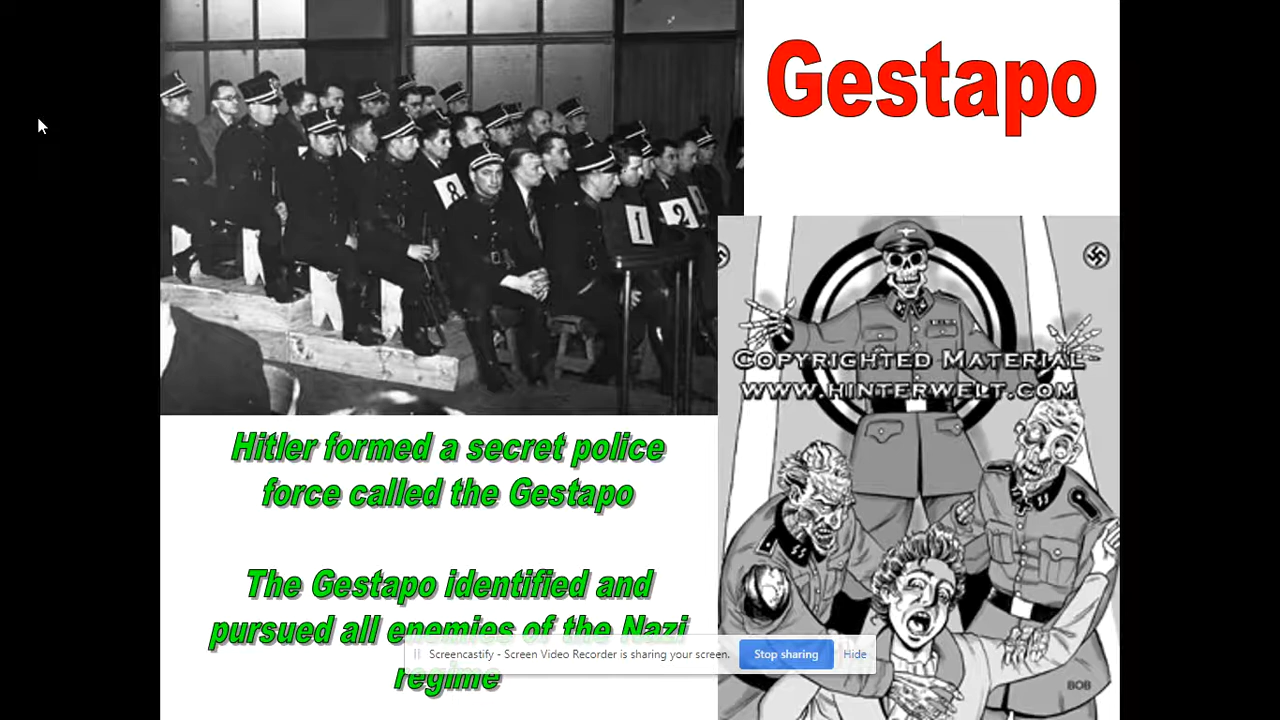 Gestapo
8
1
2
COPYRIGHTED MATERIAL
WWW.HINTERWELT.COM
Hitler formed a secret police
force called the Gestapo
The Gestapo identified and
pursued all enemies of the Nazi
regime
Screencastify - Screen Video Recorder is sharing your screen.
Stop sharing
Hide
BOB